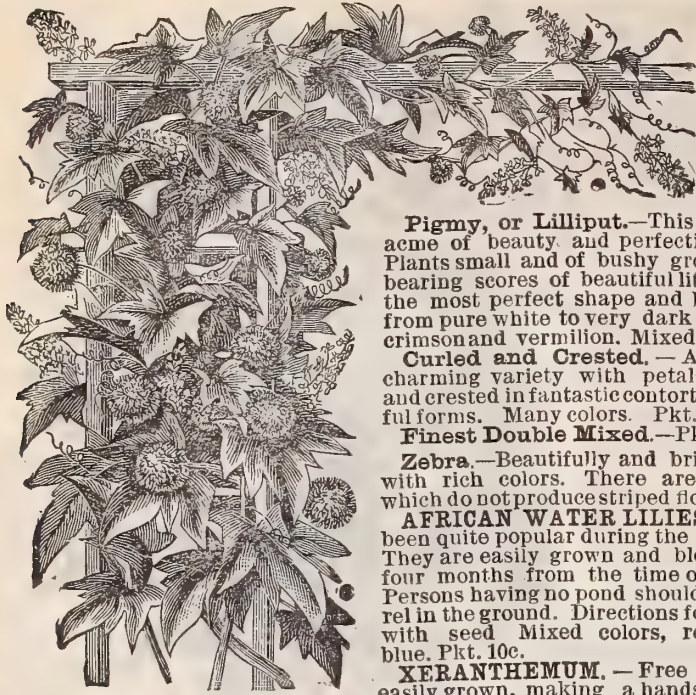 Pigmy, or Lilliput.—This
acme of beauty and perfecti
Plants small and of bushy gro
bearing scores of beautiful lit
the most perfect shape and
from pure white to very dark
crimson and vermilion. Mixed
Curled and Crested.—A
charming variety with petal
and crested in fantastic contort
ful forms. Many colors. Pkt.
Finest Double Mixed.—Pk
Zebra.—Beautifully and bri
with rich colors. There are
which do not produce striped flo
AFRICAN WATER LILIES
been quite popular during the
They are easily grown and blo
four months from the time o
Persons having no pond should
rel in the ground. Directions fo
with seed Mixed colors, re
blue. Pkt. 10c.
XERANTHEMUM.—Free
easily grown, making a hands